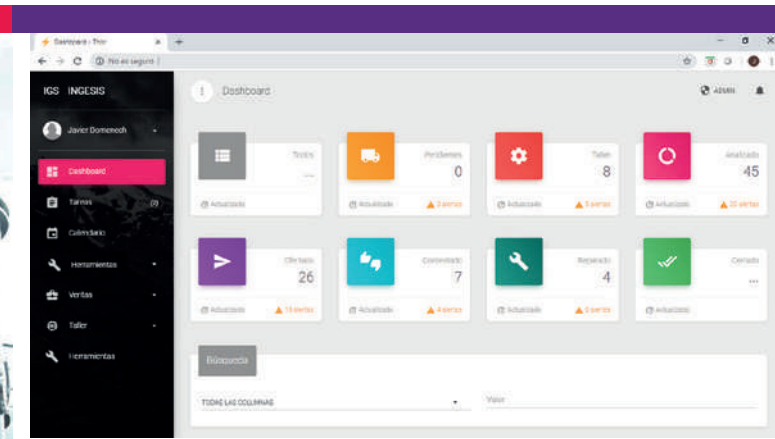 Dashboard - Thor
No es seguro
IGS INGESIS
Dashboard
ADMIN
Javier Domenech
Dashboard
Tareas
Calendario
Herramientas
Ventas
Taller
Herramientas
Todos
...
Actualizado
Pendientes
0
Actualizado
Taller
8
Actualizado
Analizado
45
Actualizado
Ofertado
26
Actualizado
7
Actualizado
4 alertas
Reparado
4
Actualizado
Cerrado
...
Actualizado
Búsqueda
TODAS LAS COLUMNAS
Valor